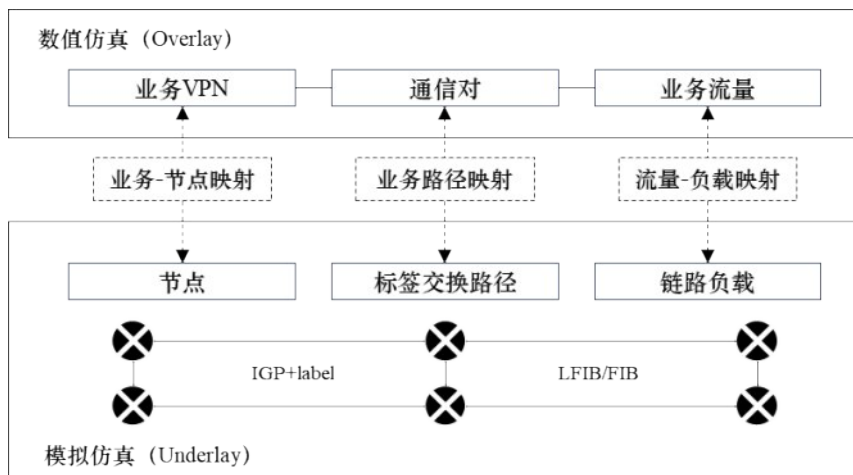 数值仿真（Overlay）
业务VPN 通信对 业务流量
业务-节点映射 业务路径映射 流量-负载映射
节点 标签交换路径 链路负载
IGP+label LFIB/FIB
模拟仿真（Underlay）